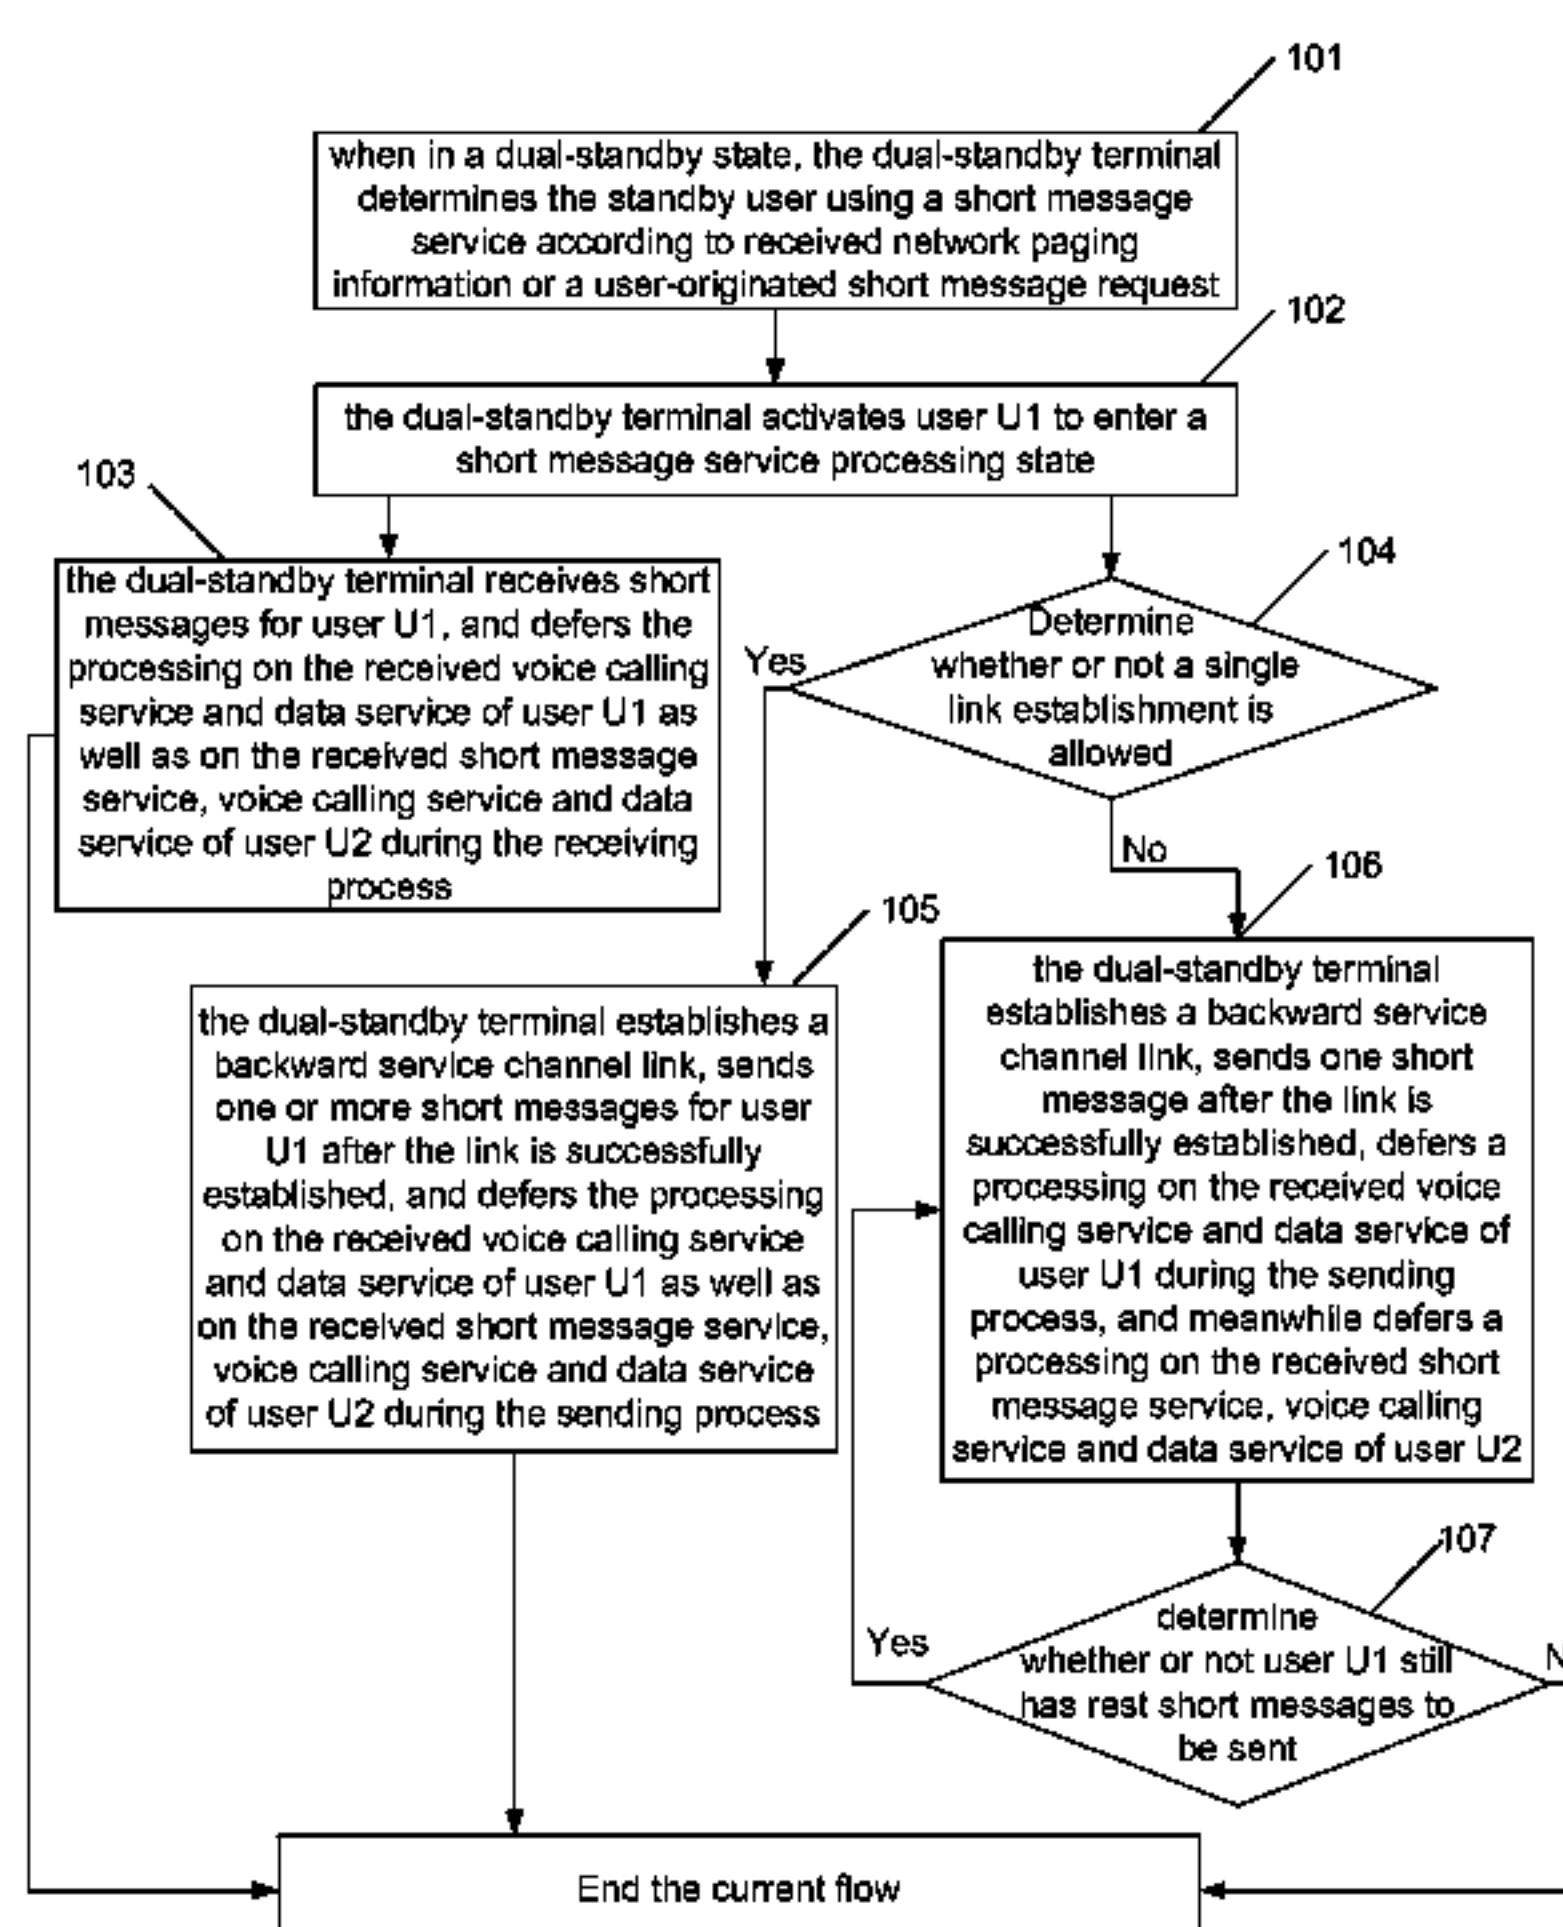 101
when in a dual-standby state, the dual-standby terminal
determines the standby user using a short message
service according to received network paging
information or a user-originated short message request
102
the dual-standby terminal activates user U1 to enter a
short message service processing state
103
the dual-standby terminal receives short
messages for user U1, and defers the
processing on the received voice calling
service and data service of user U1 as
well as on the received short message
service, voice calling service and data
service of user U2 during the receiving
process
104
Determine
whether or not a single
link establishment is
allowed
Yes
No
105
the dual-standby terminal establishes a
backward service channel link, sends
one or more short messages for user
U1 after the link is successfully
established, and defers the processing
on the received voice calling service
and data service of user U1 as well as
on the received short message service,
voice calling service and data service
of user U2 during the sending process
106
the dual-standby terminal
establishes a backward service
channel link, sends one short
message after the link is
successfully established, defers a
processing on the received voice
calling service and data service of
user U1 during the sending
process, and meanwhile defers a
processing on the received short
message service, voice calling
service and data service of user U2
107
determine
whether or not user U1 still
has rest short messages to
be sent
Yes
End the current flow